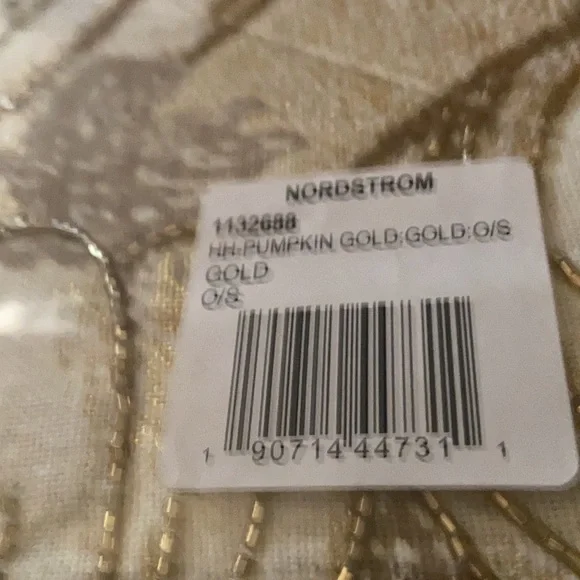 NORDSTROM
1132688
HH-PUMPKIN GOLD:GOLD:O/S
GOLD
O/S
1 90714 44731 1